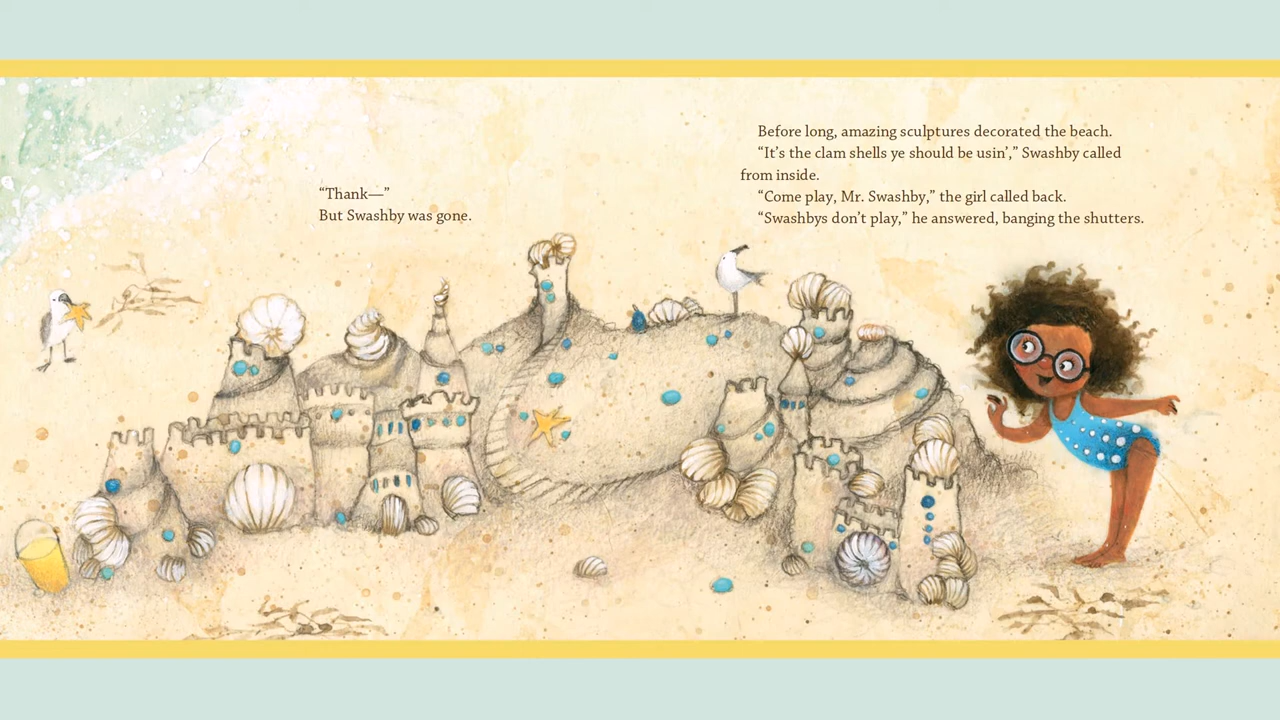 “Thank—”
But Swashby was gone.
Before long, amazing sculptures decorated the beach.
“It’s the clam shells ye should be usin’,” Swashby called
from inside.
“Come play, Mr. Swashby,” the girl called back.
“Swashbys don’t play,” he answered, banging the shutters.